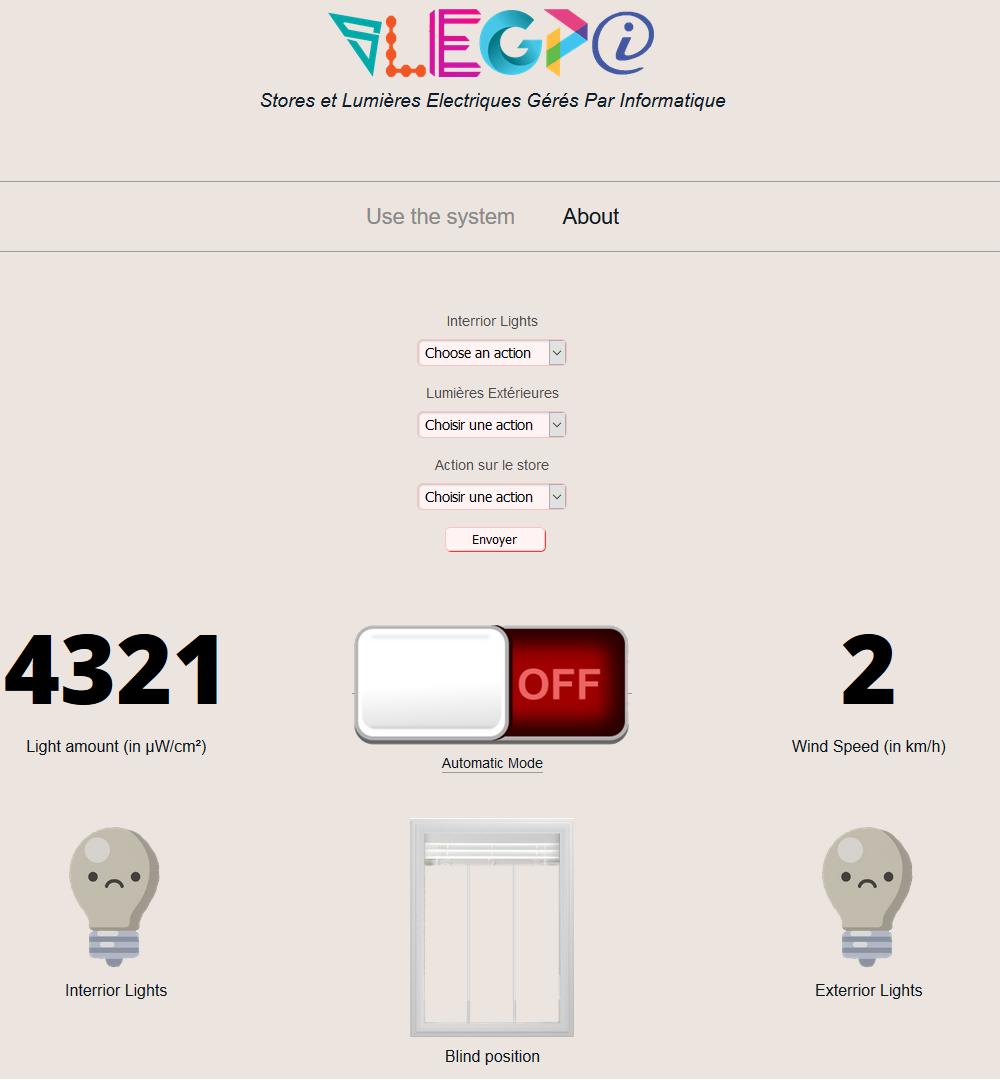 SLEGPi
Stores et Lumières Electriques Gérés Par Informatique
Use the system About
Interrior Lights
Choose an action
Lumières Extérieures
Choisir une action
Action sur le store
Choisir une action
Envoyer
4321 OFF 2
Light amount (in µW/cm²) Wind Speed (in km/h)
Automatic Mode
Interrior Lights Exterrior Lights
Blind position